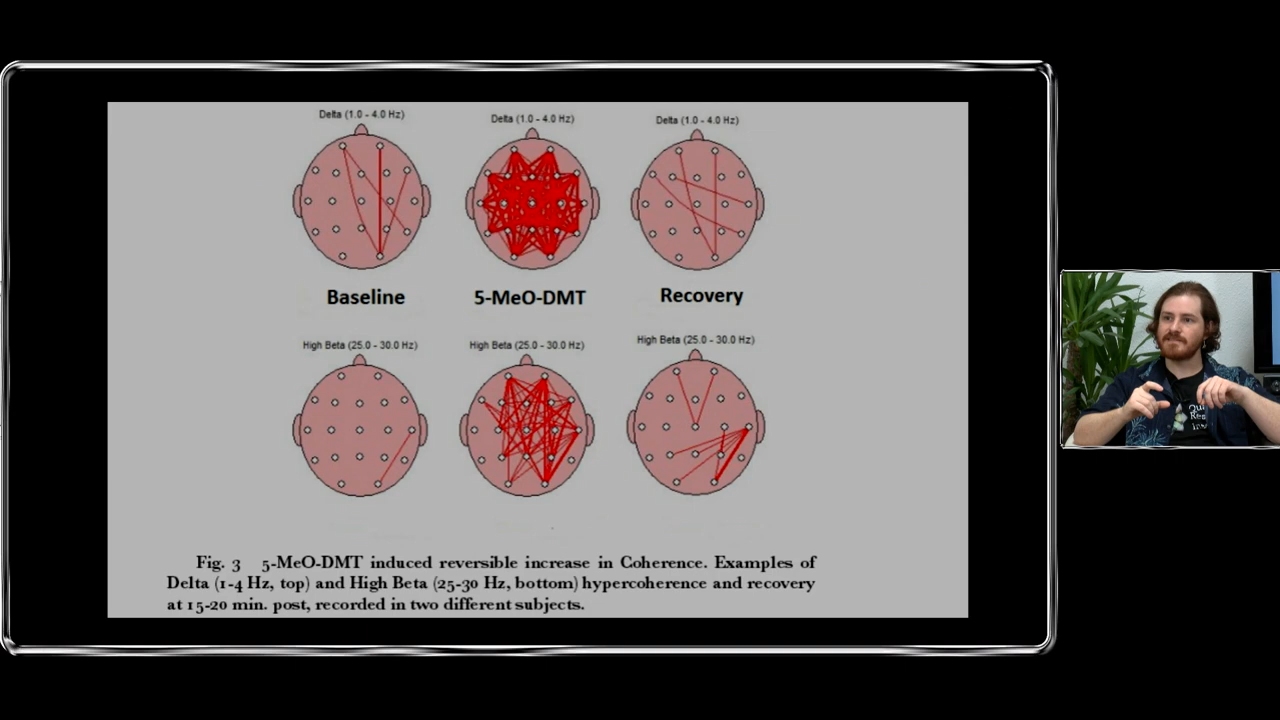 Delta (1.0 - 4.0 Hz) Delta (1.0 - 4.0 Hz) Delta (1.0 - 4.0 Hz)
Baseline 5-MeO-DMT Recovery
High Beta (25.0 - 30.0 Hz) High Beta (25.0 - 30.0 Hz) High Beta (25.0 - 30.0 Hz)
Fig. 3 5-MeO-DMT induced reversible increase in Coherence. Examples of
Delta (1-4 Hz, top) and High Beta (25-30 Hz, bottom) hypercoherence and recovery
at 15-20 min. post, recorded in two different subjects.